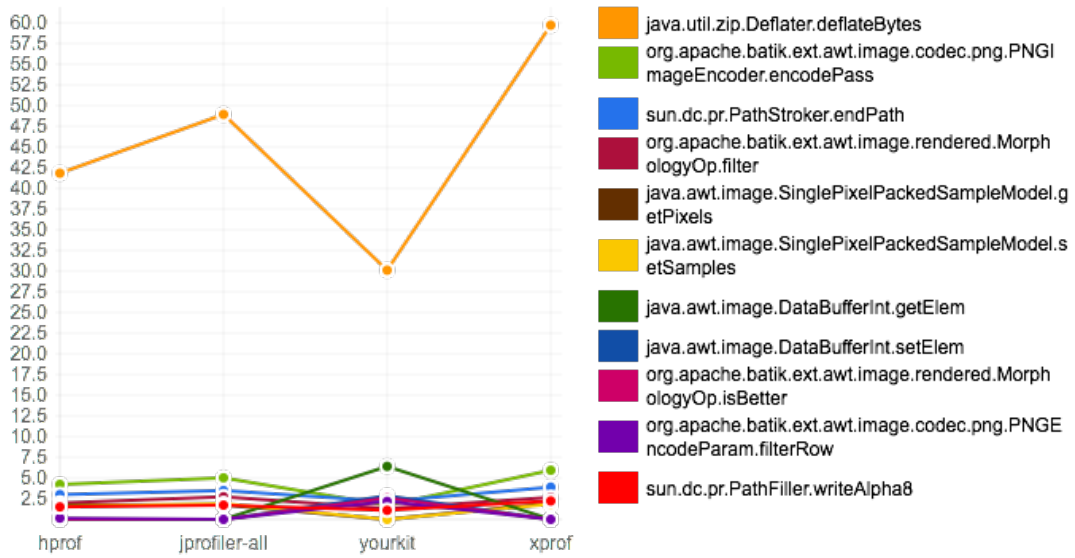 60.0
57.5
55.0
52.5
50.0
47.5
45.0
42.5
40.0
37.5
35.0
32.5
30.0
27.5
25.0
22.5
20.0
17.5
15.0
12.5
10.0
7.5
5.0
2.5
hprof
jprofiler-all
yourkit
xprof
java.util.zip.Deflater.deflateBytes
org.apache.batik.ext.awt.image.codec.png.PNGI
mageEncoder.encodePass
sun.dc.pr.PathStroker.endPath
org.apache.batik.ext.awt.image.rendered.Morph
ologyOp.filter
java.awt.image.SinglePixelPackedSampleModel.g
etPixels
java.awt.image.SinglePixelPackedSampleModel.s
etSamples
java.awt.image.DataBufferInt.getElem
java.awt.image.DataBufferInt.setElem
org.apache.batik.ext.awt.image.rendered.Morph
ologyOp.isBetter
org.apache.batik.ext.awt.image.codec.png.PNGE
ncodeParam.filterRow
sun.dc.pr.PathFiller.writeAlpha8